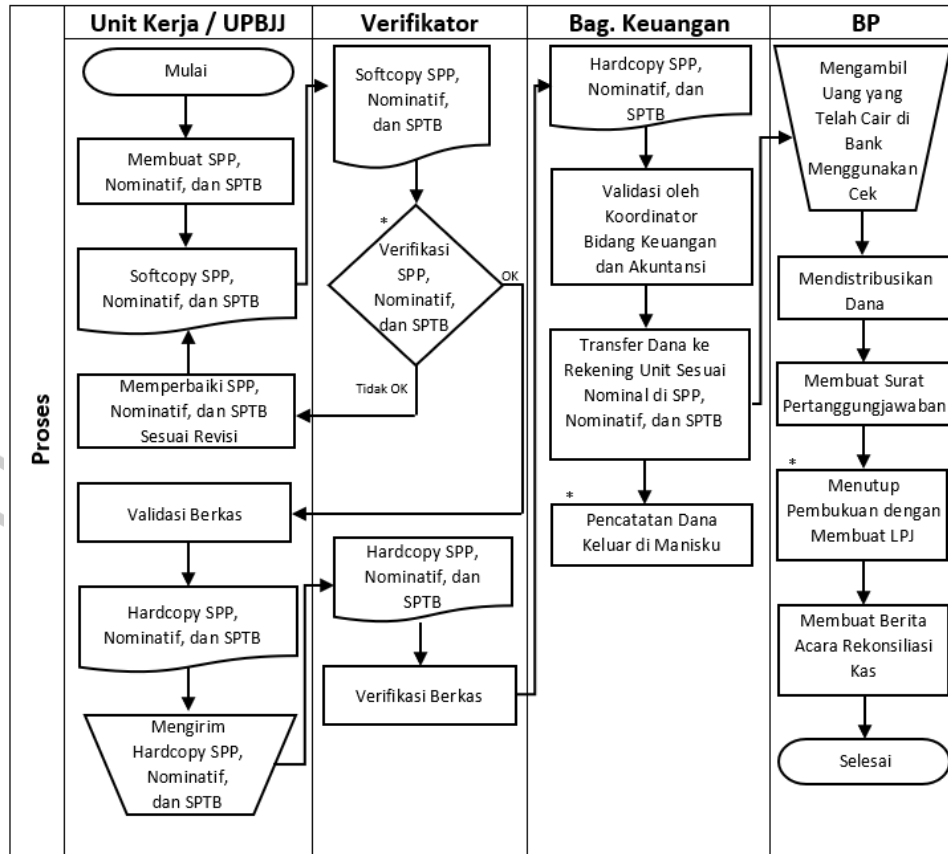 Unit Kerja / UPBJJ
Verifikator
Bag. Keuangan
BP
Proses
Mulai
Membuat SPP,
Nominatif, dan SPTB
Softcopy SPP,
Nominatif, dan SPTB
Memperbaiki SPP,
Nominatif, dan SPTB
Sesuai Revisi
Validasi Berkas
Hardcopy SPP,
Nominatif, dan SPTB
Mengirim
Hardcopy SPP,
Nominatif,
dan SPTB
Softcopy SPP,
Nominatif,
dan SPTB
*
Verifikasi
SPP,
Nominatif,
dan SPTB
OK
Tidak OK
Hardcopy SPP,
Nominatif, dan
SPTB
Verifikasi Berkas
Hardcopy SPP,
Nominatif, dan
SPTB
Validasi oleh
Koordinator
Bidang Keuangan
dan Akuntansi
Transfer Dana ke
Rekening Unit Sesuai
Nominal di SPP,
Nominatif, dan SPTB
*
Pencatatan Dana
Keluar di Manisku
Mengambil
Uang yang
Telah Cair di
Bank
Menggunakan
Cek
Mendistribusikan
Dana
Membuat Surat
Pertanggungjawaban
*
Menutup
Pembukuan dengan
Membuat LPJ
Membuat Berita
Acara Rekonsiliasi
Kas
Selesai